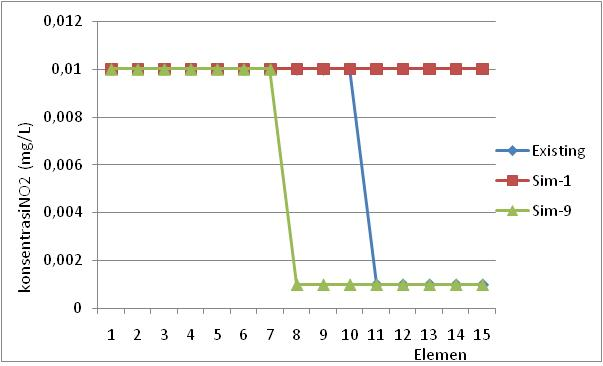 0,012
0,01
0,008
0,006
0,004
0,002
0
konsentrasiNO2 (mg/L)
1 2 3 4 5 6 7 8 9 10 11 12 13 14 15
Elemen
Existing
Sim-1
Sim-9